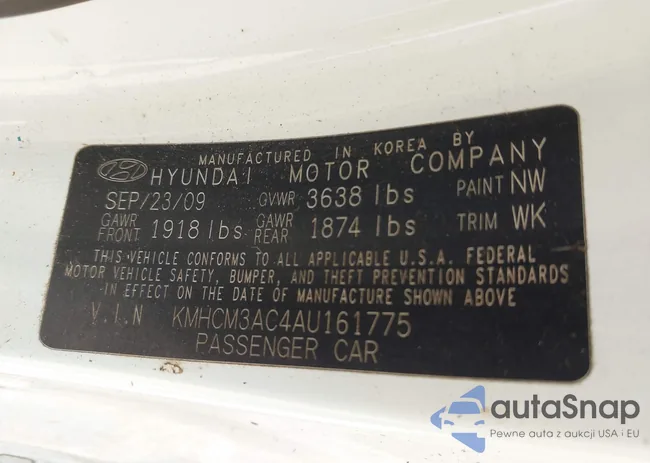 MANUFACTURED IN KOREA BY
HYUNDAI MOTOR COMPANY
SEP/23/09 GVWR 3638 lbs PAINT NW
GAWR FRONT 1918 lbs GAWR REAR 1874 lbs TRIM WK
THIS VEHICLE CONFORMS TO ALL APPLICABLE U.S.A. FEDERAL
MOTOR VEHICLE SAFETY, BUMPER, AND THEFT PREVENTION STANDARDS
IN EFFECT ON THE DATE OF MANUFACTURE SHOWN ABOVE
V.I.N KMHCM3AC4AU161775
PASSENGER CAR
autaSnap
Pewne auta z aukcji USA i EU